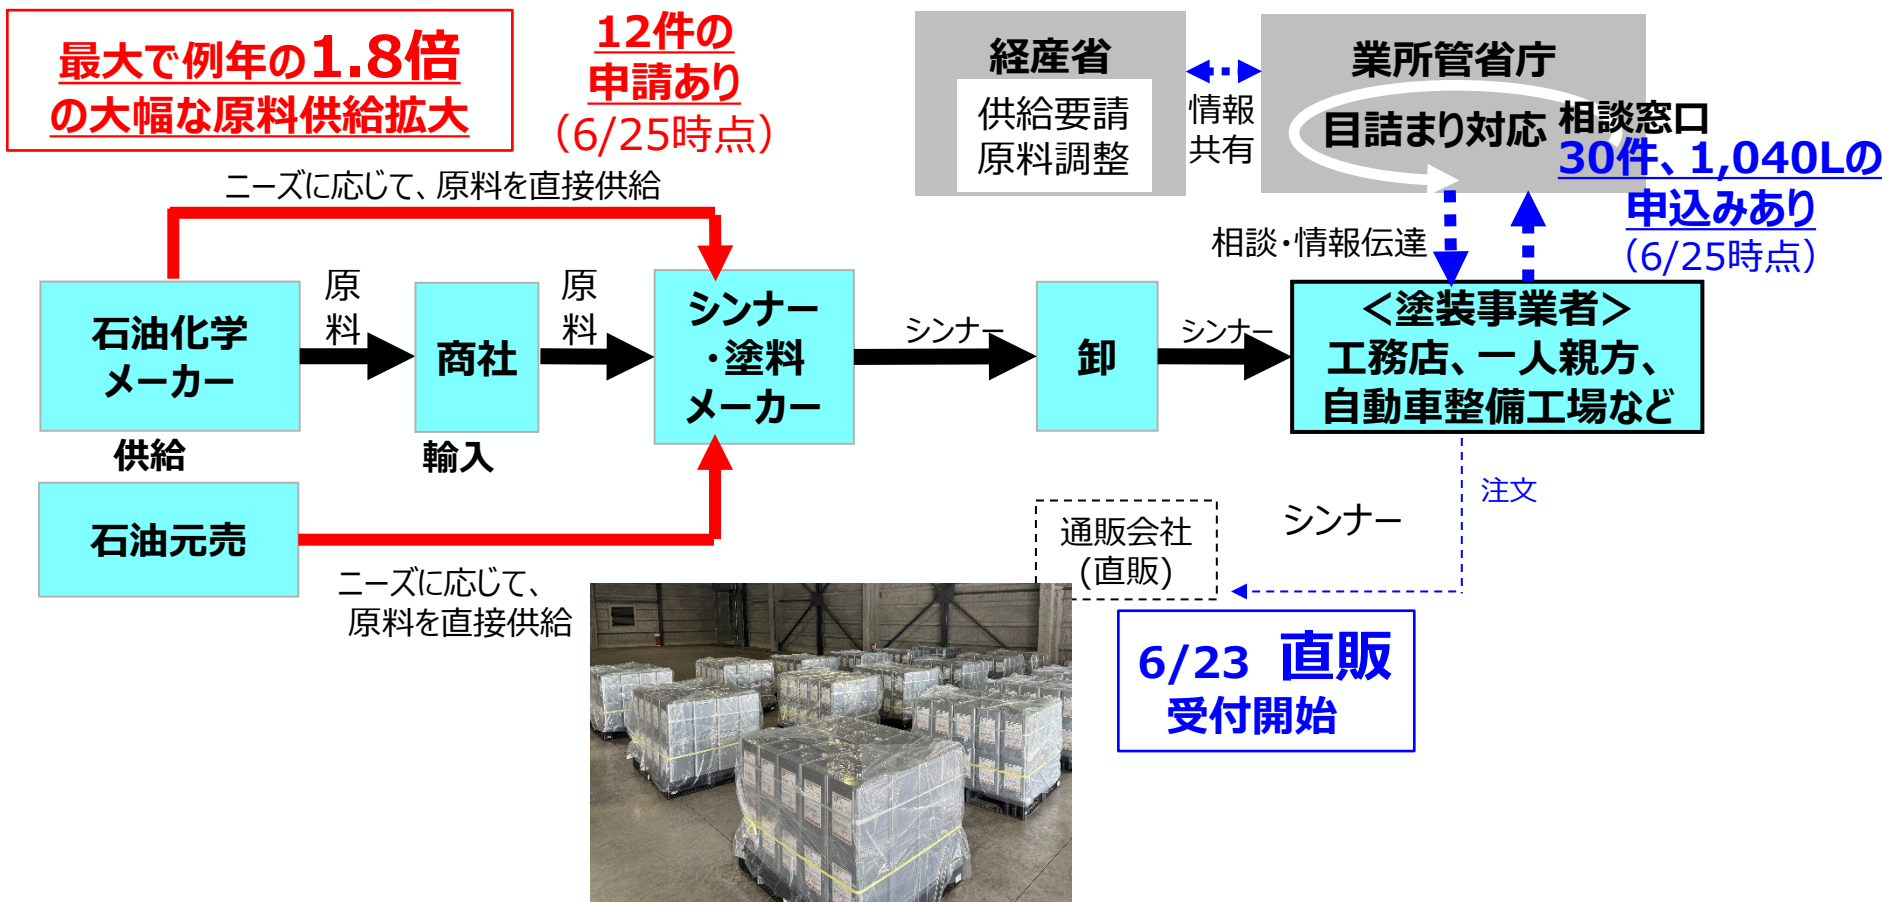 最大で例年の1.8倍
の大幅な原料供給拡大
12件の
申請あり
（6/25時点）
経産省
供給要請
原料調整
情報
共有
業所管省庁
目詰まり対応
相談窓口
30件、1,040Lの
申込みあり
（6/25時点）
ニーズに応じて、原料を直接供給
相談・情報伝達
石油化学
メーカー
原
料
商社
原
料
シンナー
・塗料
メーカー
シンナー
卸
シンナー
＜塗装事業者＞
工務店、一人親方、
自動車整備工場など
供給
輸入
石油元売
ニーズに応じて、
原料を直接供給
通販会社
(直販)
シンナー
注文
6/23 直販
受付開始